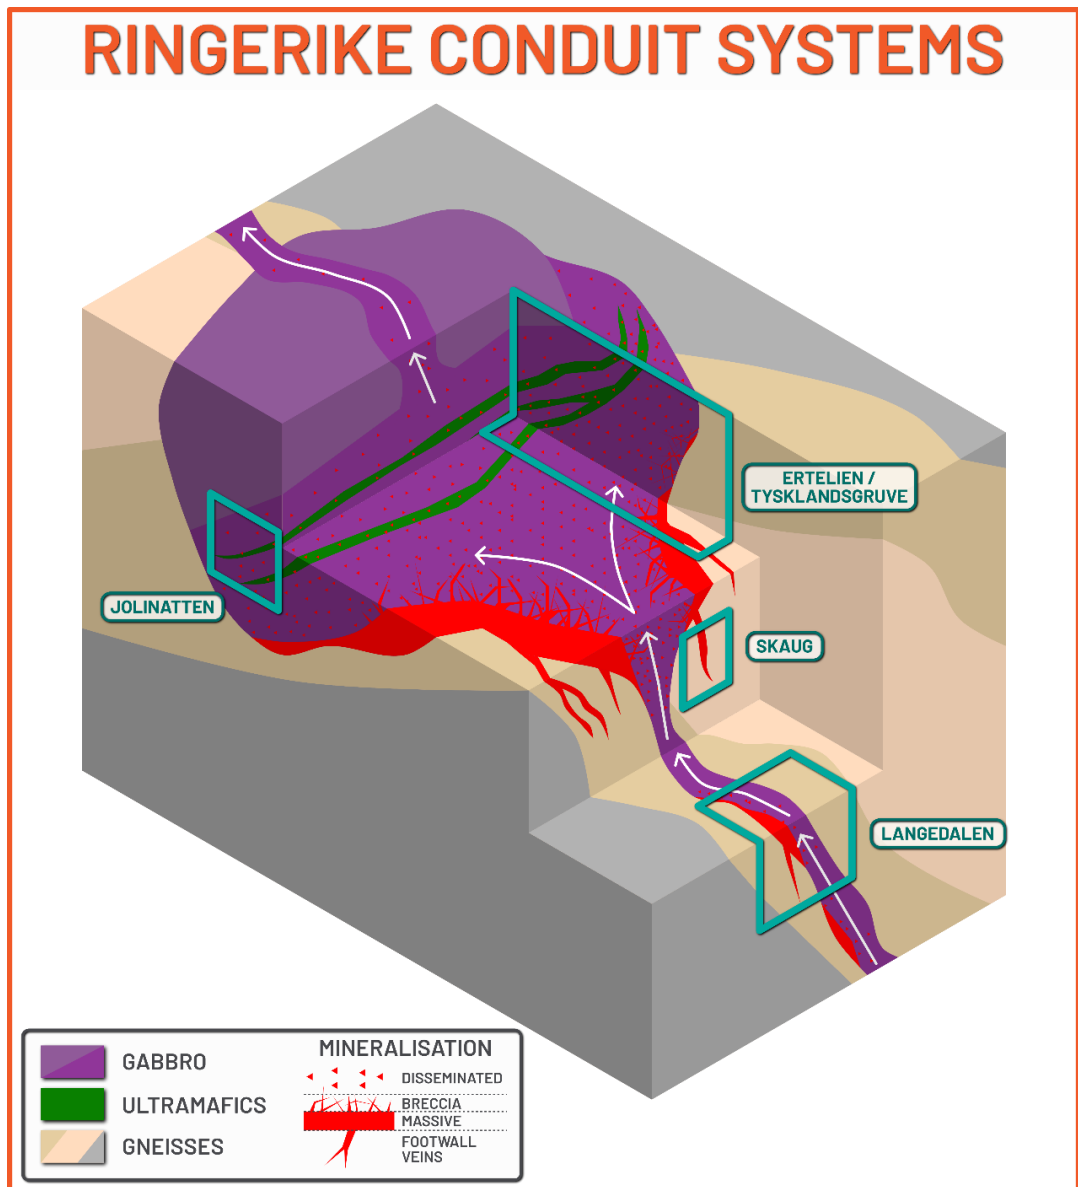 RINGERIKE CONDUIT SYSTEMS
ERTELIEN /
TYSKLANDSGRUVE
JOLINATTEN
SKAUG
LANGEDALEN
GABBRO
ULTRAMAFICS
GNEISSES
MINERALISATION
DISSEMINATED
BRECCIA
MASSIVE
FOOTWALL
VEINS